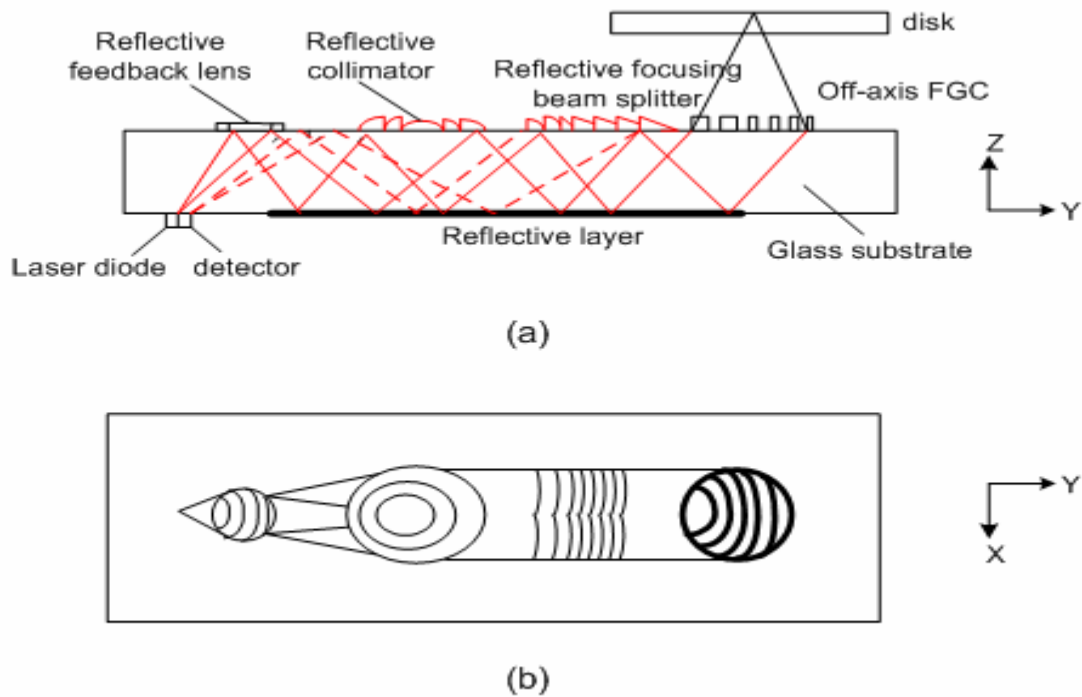 disk
Reflective
feedback lens
Reflective
collimator
Reflective focusing
beam splitter
Off-axis FGC
Z
Y
Reflective layer
Glass substrate
Laser diode
detector
(a)
Y
X
(b)